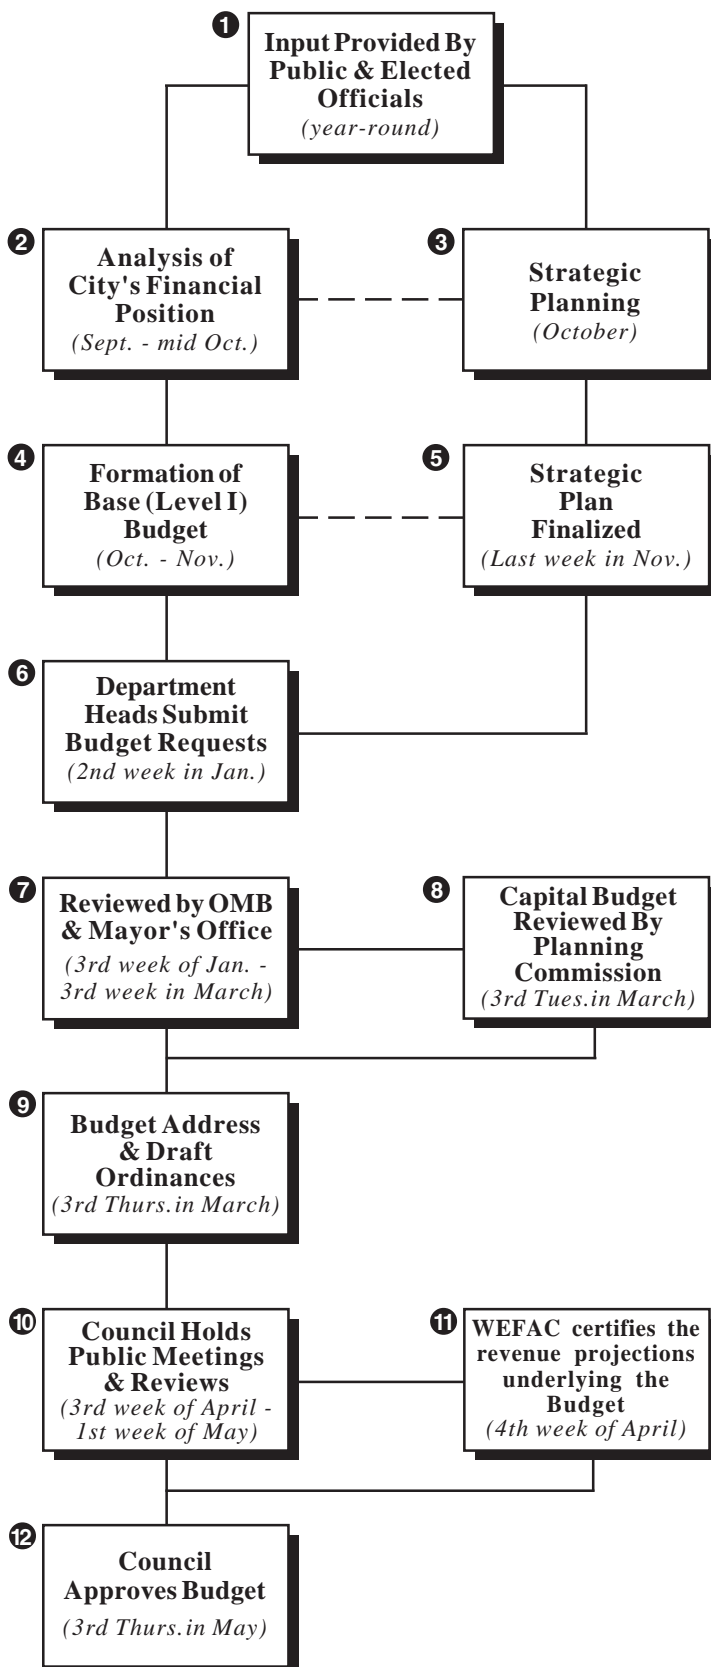 1
Input Provided By
Public & Elected
Officials
(year-round)
2
Analysis of
City's Financial
Position
(Sept. - mid Oct.)
3
Strategic
Planning
(October)
4
Formation of
Base (Level I)
Budget
(Oct. - Nov.)
5
Strategic
Plan
Finalized
(Last week in Nov.)
6
Department
Heads Submit
Budget Requests
(2nd week in Jan.)
7
Reviewed by OMB
& Mayor's Office
(3rd week of Jan. -
3rd week in March)
8
Capital Budget
Reviewed By
Planning
Commission
(3rd Tues.in March)
9
Budget Address
& Draft
Ordinances
(3rd Thurs.in March)
10
Council Holds
Public Meetings
& Reviews
(3rd week of April -
1st week of May)
11
WEFAC certifies the
revenue projections
underlying the
Budget
(4th week of April)
12
Council
Approves Budget
(3rd Thurs.in May)